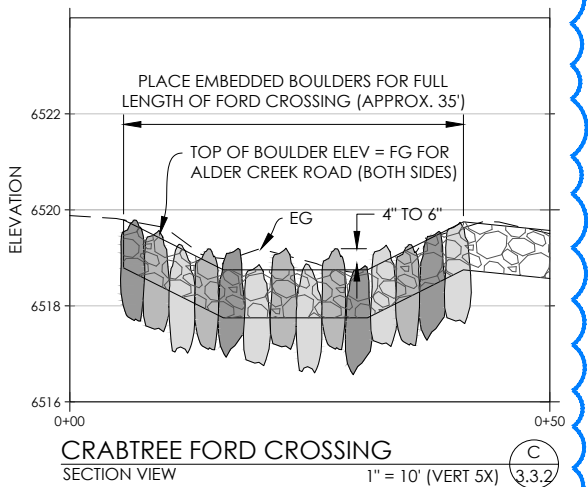 PLACE EMBEDDED BOULDERS FOR FULL
LENGTH OF FORD CROSSING (APPROX. 35')
6522
TOP OF BOULDER ELEV = FG FOR
ALDER CREEK ROAD (BOTH SIDES)
ELEVATION
6520
EG
4" TO 6"
6518
6516
0+00
0+50
CRABTREE FORD CROSSING
SECTION VIEW
1" = 10' (VERT 5X)
C
3.3.2